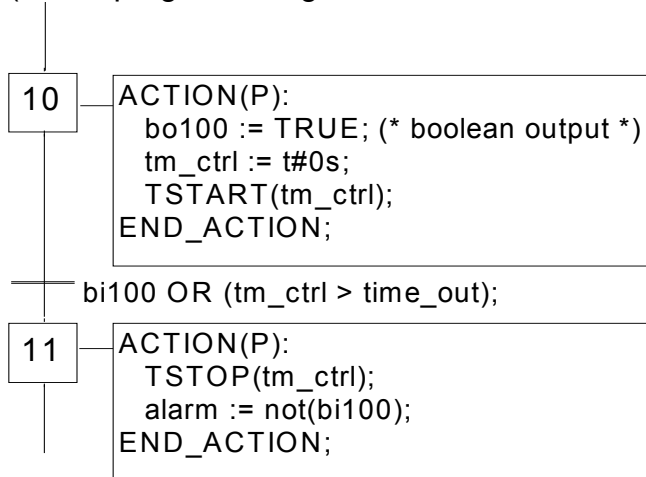 10
ACTION(P):
bo100 := TRUE; (* boolean output *)
tm_ctrl := t#0s;
TSTART(tm_ctrl);
END_ACTION;
bi100 OR (tm_ctrl > time_out);
11
ACTION(P):
TSTOP(tm_ctrl);
alarm := not(bi100);
END_ACTION;